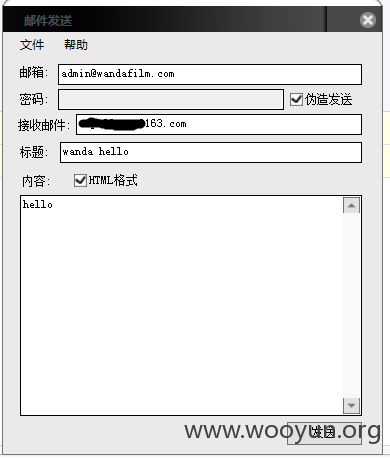 邮件发送
文件 帮助
邮箱: admin@wandafilm.com
密码: 伪造发送
接收邮件: 163.com
标题: wanda hello
内容: HTML格式
hello
发送
www.wooyun.org